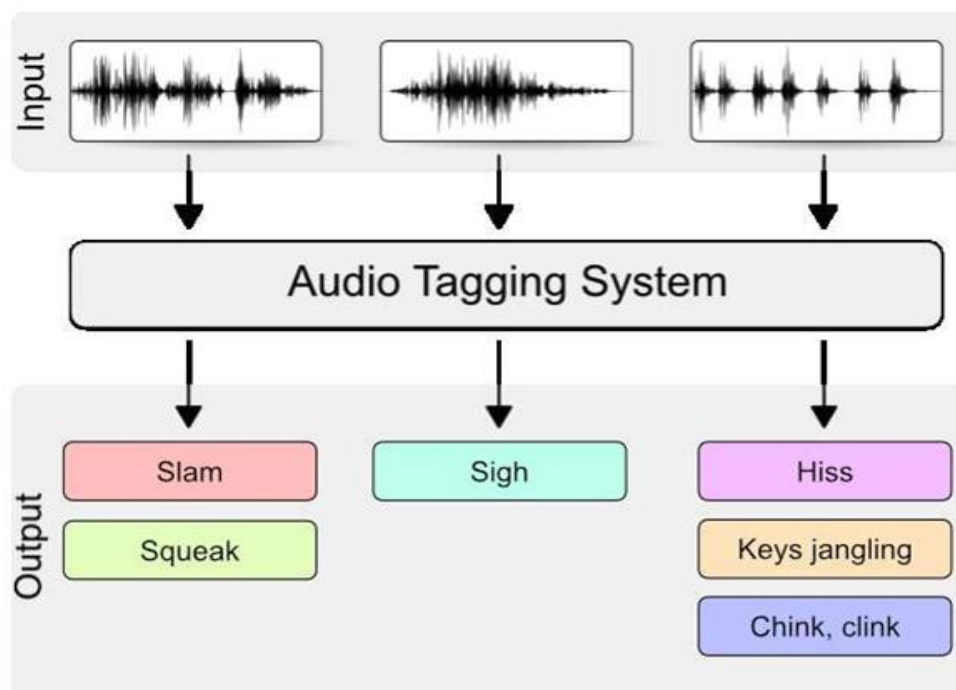 Input
Audio Tagging System
Output
Slam
Sigh
Hiss
Squeak
Keys jangling
Chink, clink